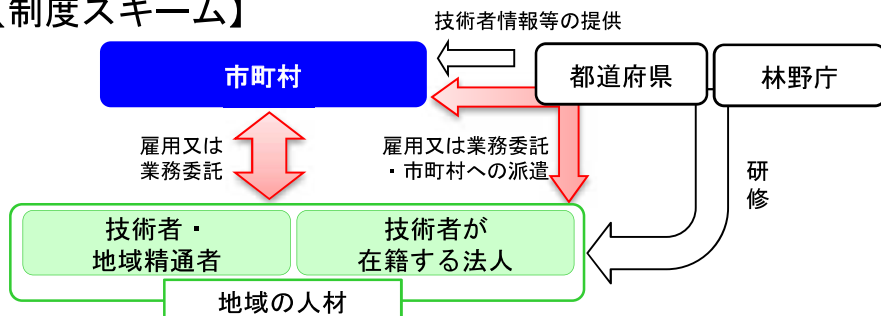 【制度スキーム】
技術者情報等の提供
市町村
都道府県
林野庁
雇用又は
業務委託
雇用又は業務委託
・市町村への派遣
研
修
技術者・
地域精通者
技術者が
在籍する法人
地域の人材